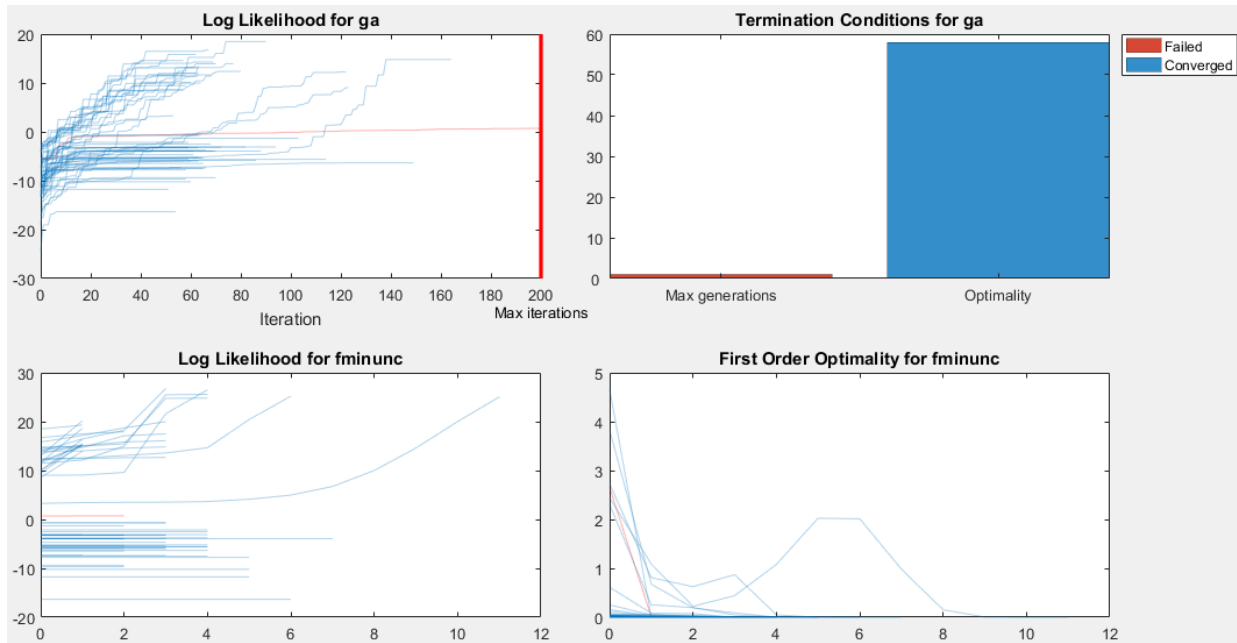 Log Likelihood for ga
20
10
0
-10
-20
-30
0 20 40 60 80 100 120 140 160 180 200
Iteration
Max iterations
Termination Conditions for ga
60
50
40
30
20
10
0
Max generations Optimality
Failed
Converged
Log Likelihood for fminunc
30
20
10
0
-10
-20
0 2 4 6 8 10 12
First Order Optimality for fminunc
5
4
3
2
1
0
0 2 4 6 8 10 12